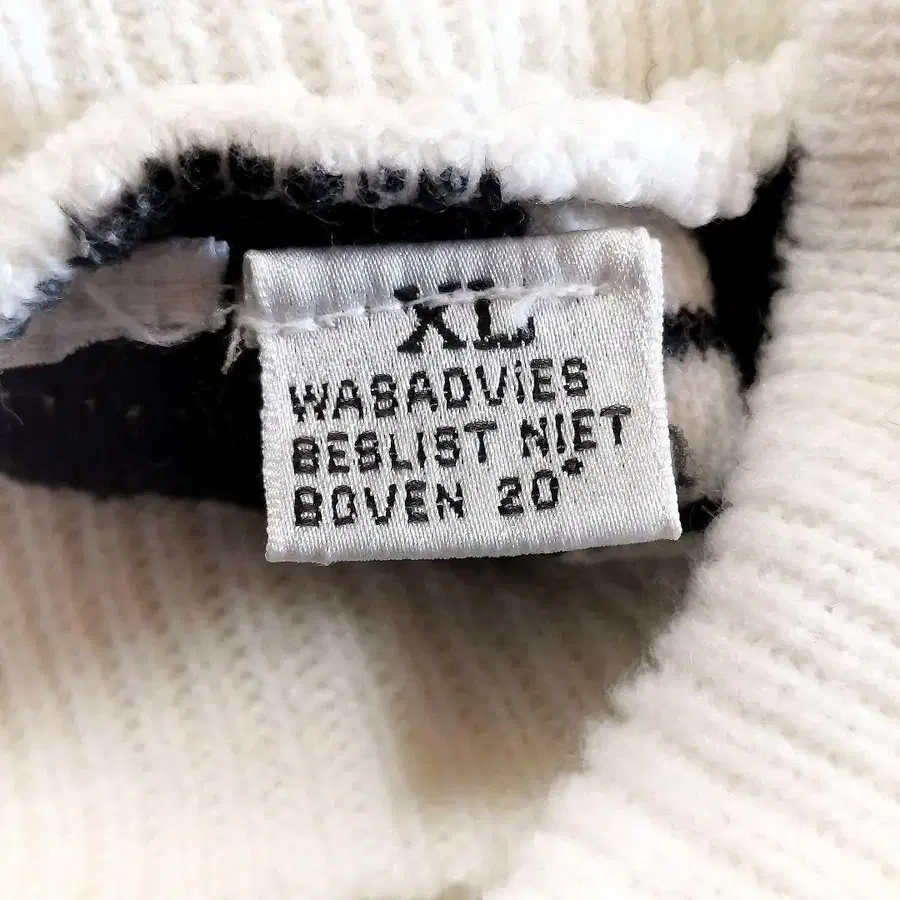 XL
WASADVIES
BESLIST NIET
BOVEN 20°